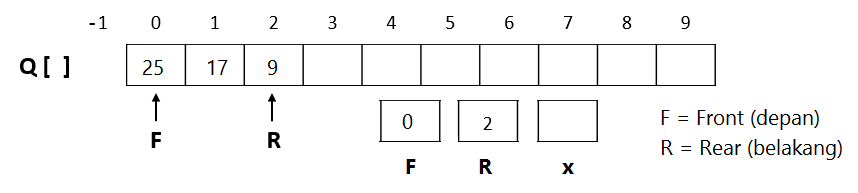 -1 0 1 2 3 4 5 6 7 8 9
Q [ ] 25 17 9
F R
0 2
F R x
F = Front (depan)
R = Rear (belakang)